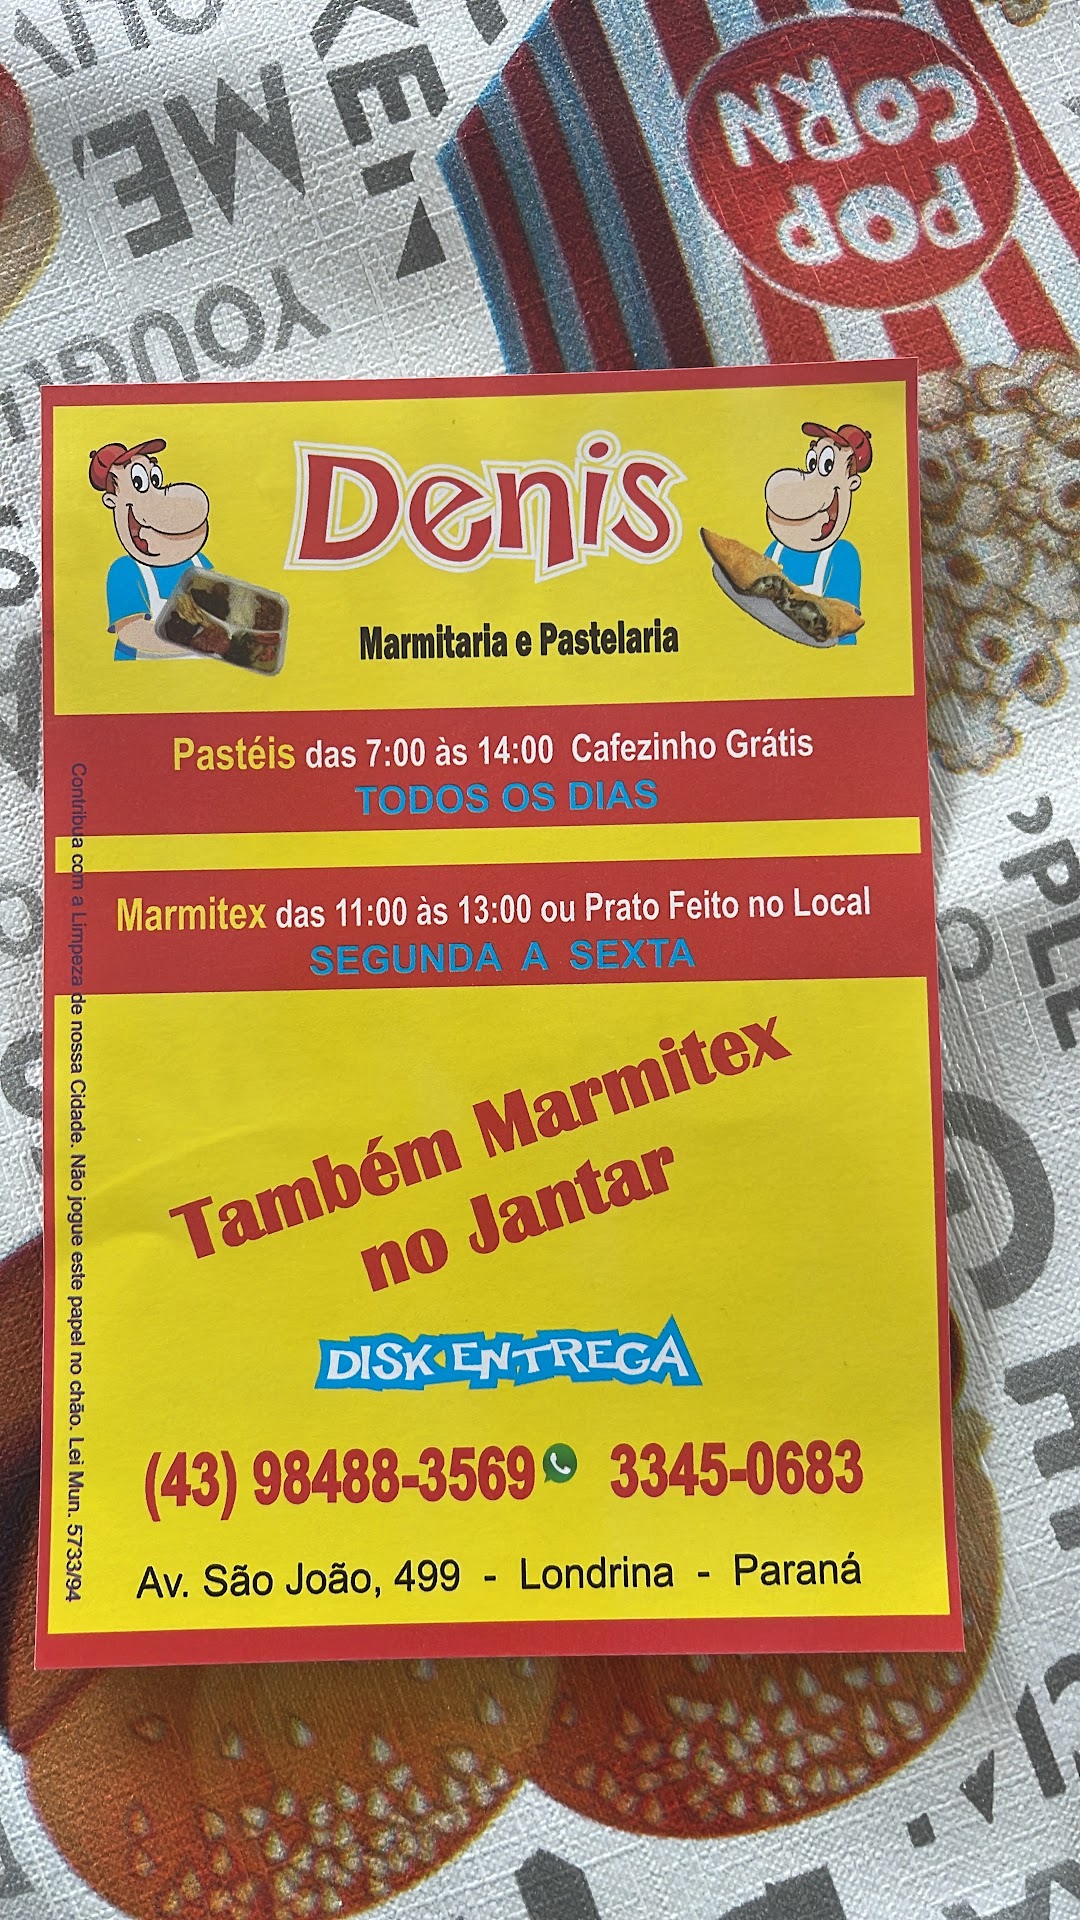 POP
CORN
YOU
Denis
Marmitaria e Pastelaria
Pastéis das 7:00 às 14:00 Cafezinho Grátis
TODOS OS DIAS
Marmitex das 11:00 às 13:00 ou Prato Feito no Local
SEGUNDA A SEXTA
Também Marmitex
no Jantar
DISK ENTREGA
(43) 98488-3569 3345-0683
Av. São João, 499 - Londrina - Paraná
Contribua com a Limpeza de nossa Cidade. Não jogue este papel no chão. Lei Mun. 5733/94